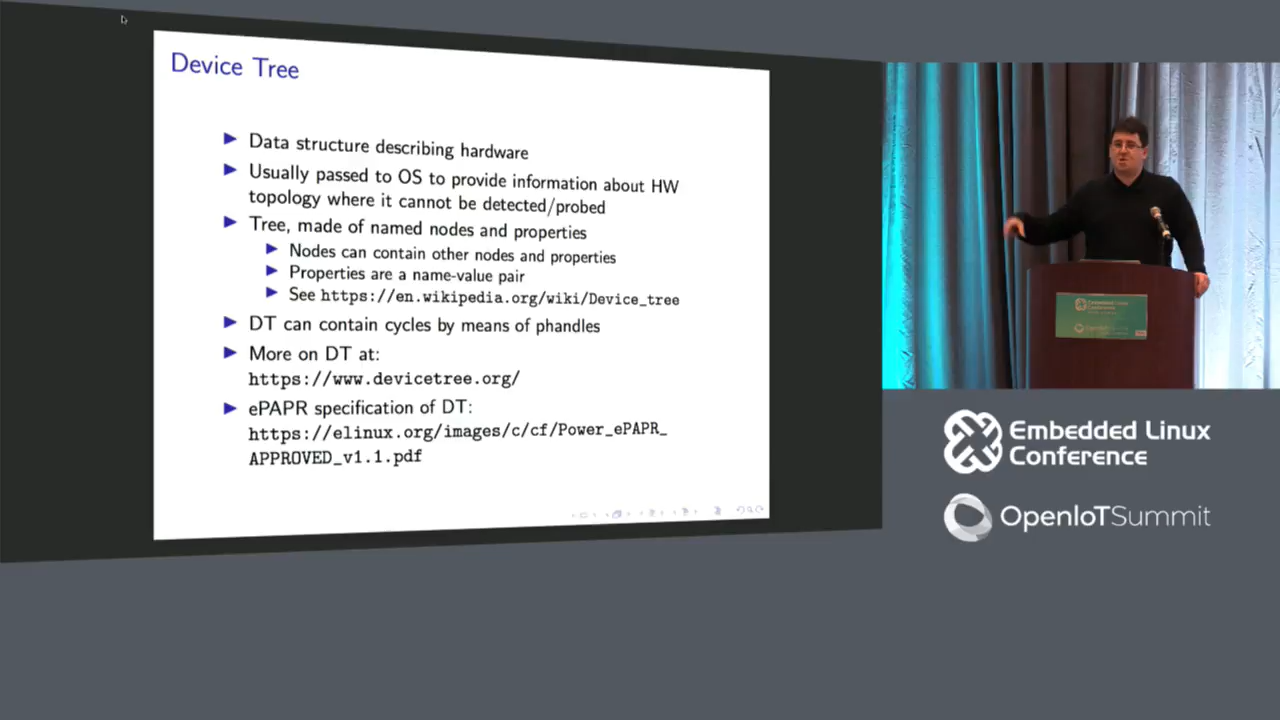 Device Tree
Data structure describing hardware
Usually passed to OS to provide information about HW
topology where it cannot be detected/probed
Tree, made of named nodes and properties
Nodes can contain other nodes and properties
Properties are a name-value pair
See https://en.wikipedia.org/wiki/Device_tree
DT can contain cycles by means of phandles
More on DT at:
https://www.devicetree.org/
ePAPR specification of DT:
https://elinux.org/images/c/cf/Power_ePAPR_
APPROVED_v1.1.pdf
Embedded Linux
Conference
Embedded Linux
Conference
OpenIoTSummit